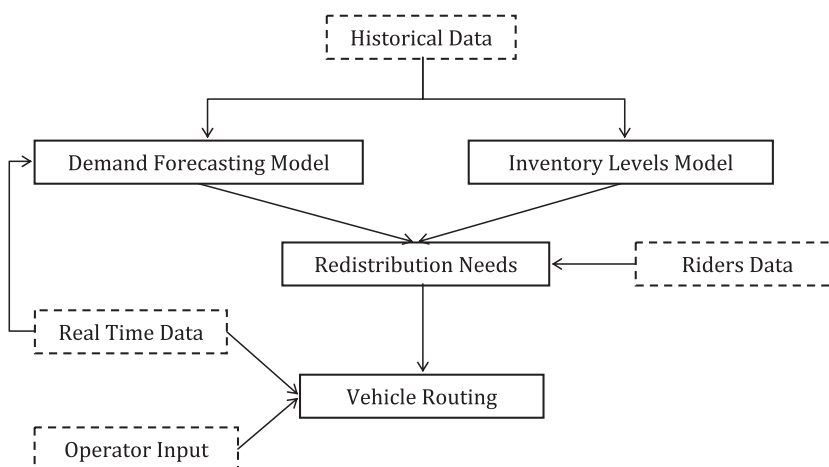 Historical Data
Demand Forecasting Model
Inventory Levels Model
Redistribution Needs
Riders Data
Real Time Data
Vehicle Routing
Operator Input